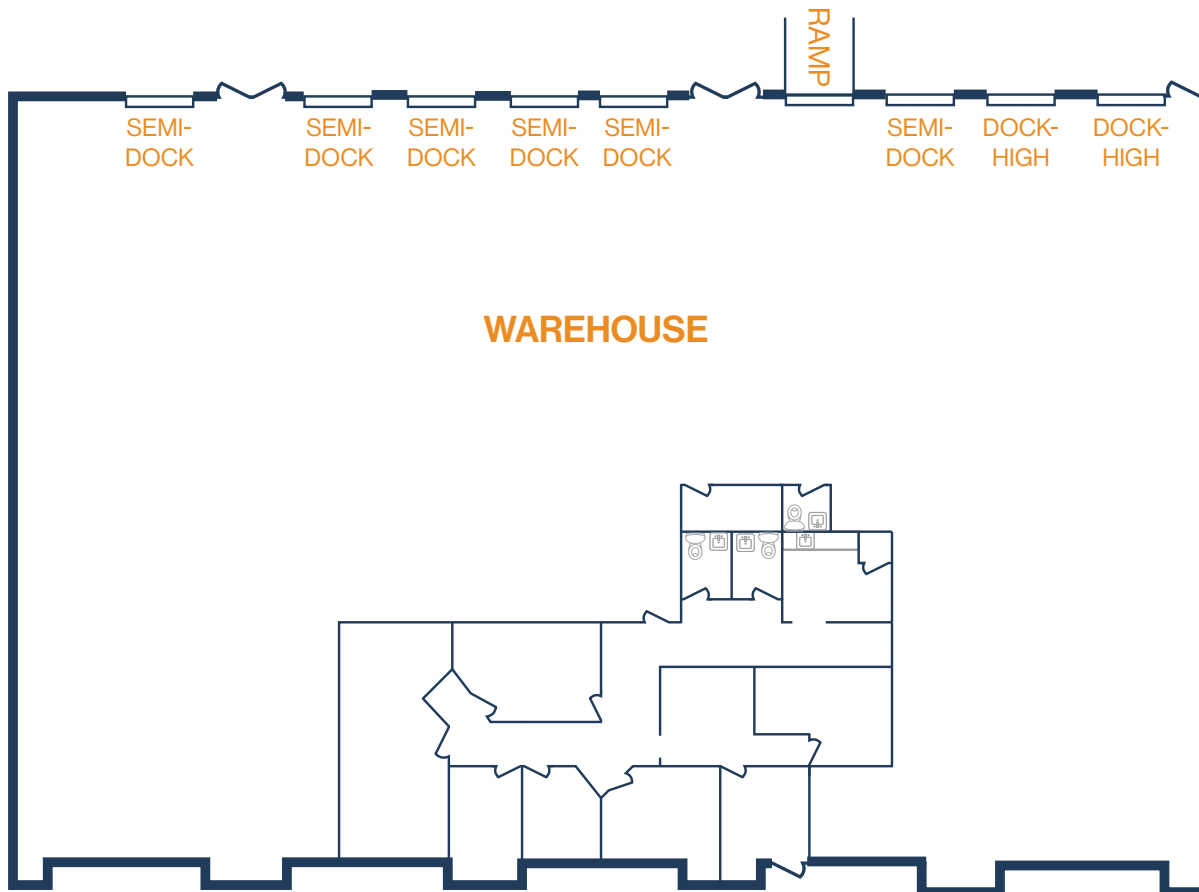 RAMP
SEMI-
DOCK
SEMI-
DOCK
SEMI-
DOCK
SEMI-
DOCK
SEMI-
DOCK
SEMI-
DOCK
DOCK-
HIGH
DOCK-
HIGH
WAREHOUSE